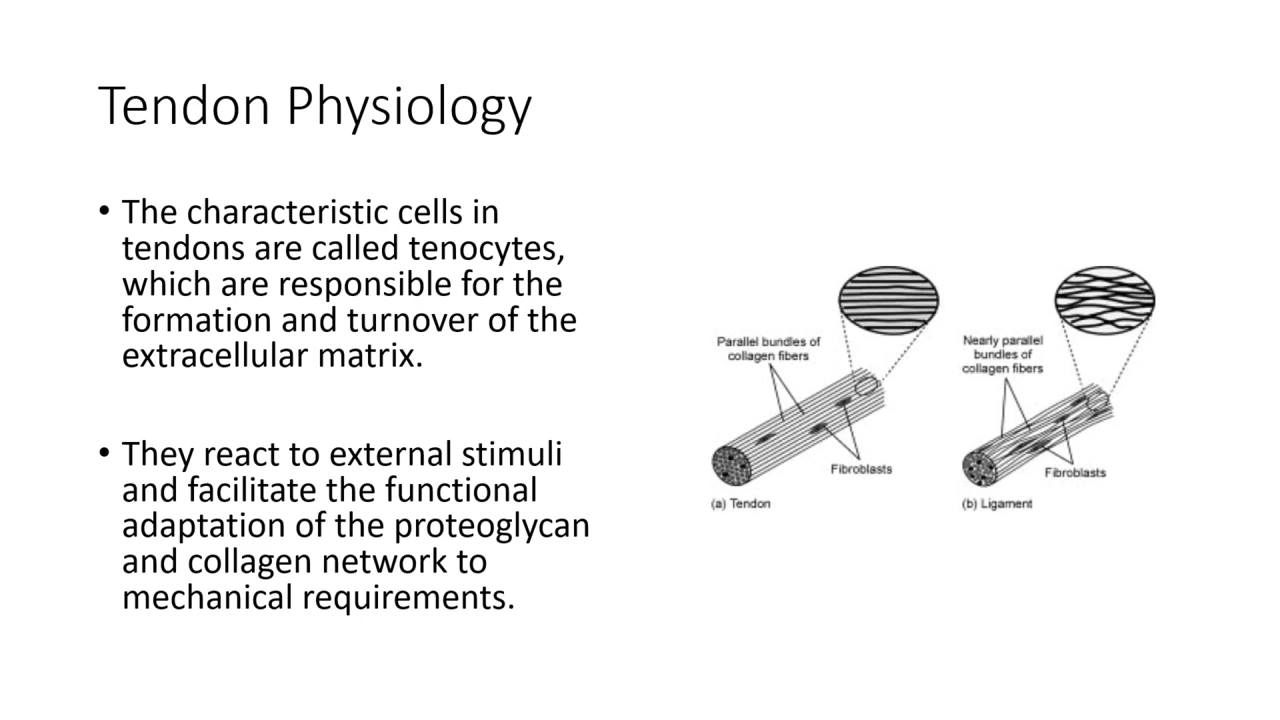 Tendon Physiology
• The characteristic cells in
tendons are called tenocytes,
which are responsible for the
formation and turnover of the
extracellular matrix.
• They react to external stimuli
and facilitate the functional
adaptation of the proteoglycan
and collagen network to
mechanical requirements.
Parallel bundles of
collagen fibers
Fibroblasts
(a) Tendon
Nearly parallel
bundles of
collagen fibers
Fibroblasts
(b) Ligament